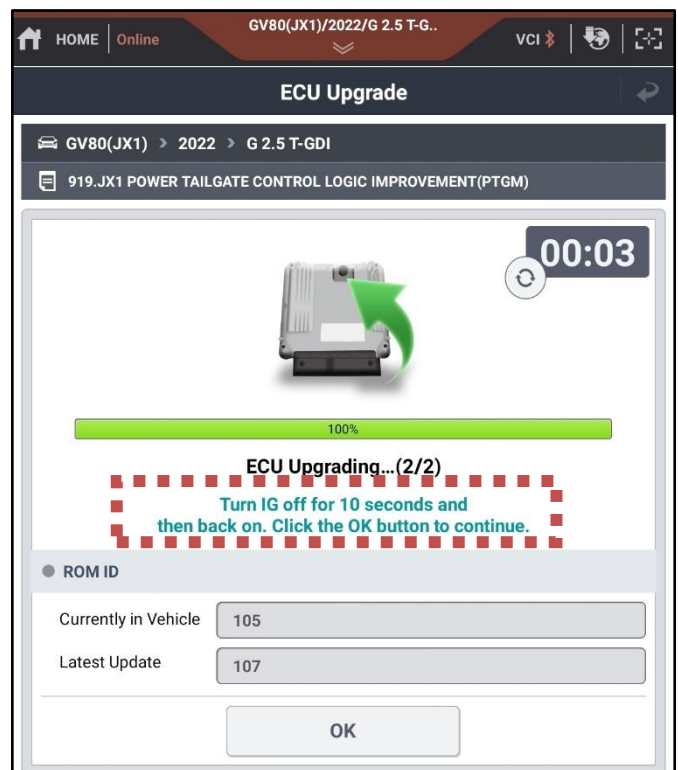 HOME Online
GV80(JX1)/2022/G 2.5 T-G..
VCI
ECU Upgrade
GV80(JX1) > 2022 > G 2.5 T-GDI
919.JX1 POWER TAILGATE CONTROL LOGIC IMPROVEMENT(PTGM)
00:03
100%
ECU Upgrading...(2/2)
Turn IG off for 10 seconds and
then back on. Click the OK button to continue.
ROM ID
Currently in Vehicle 105
Latest Update 107
OK